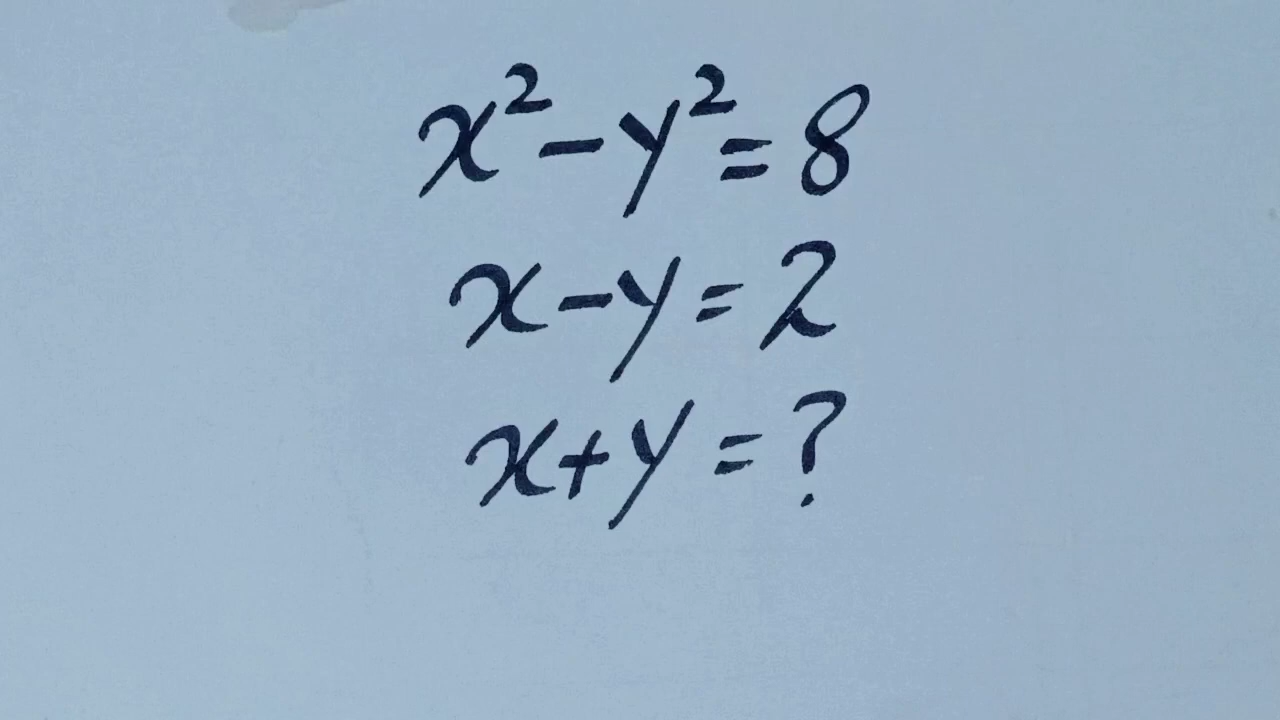 x² - y² = 8
x - y = 2
x + y = ?